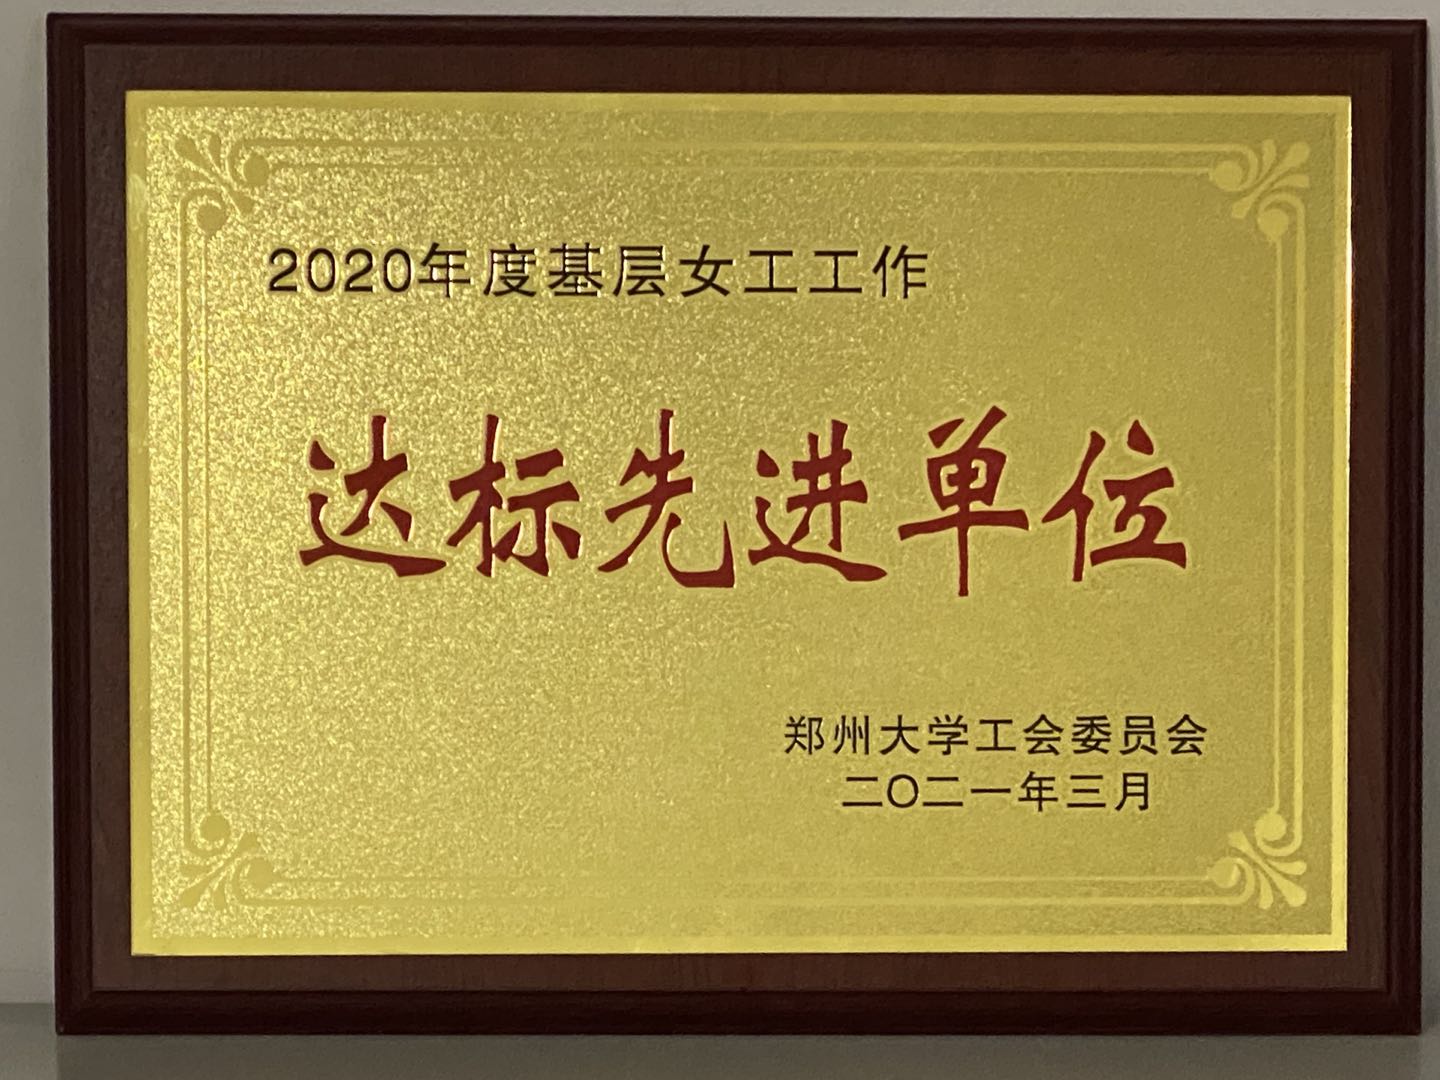 2020年度基层女工工作
达标先进单位
郑州大学工会委员会
二〇二一年三月